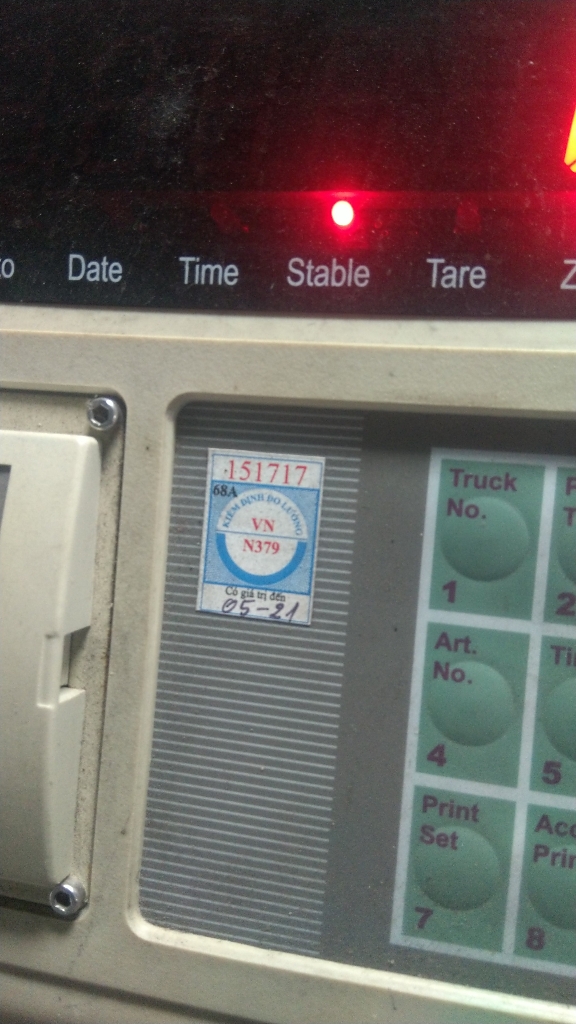 Date Time Stable Tare
151717
68A
KIỂM ĐỊNH ĐO LƯỜNG
VN
N379
Có giá trị đến
05-21
Truck
No.
1
2
Art.
No.
4
5
Print
Set
7
8